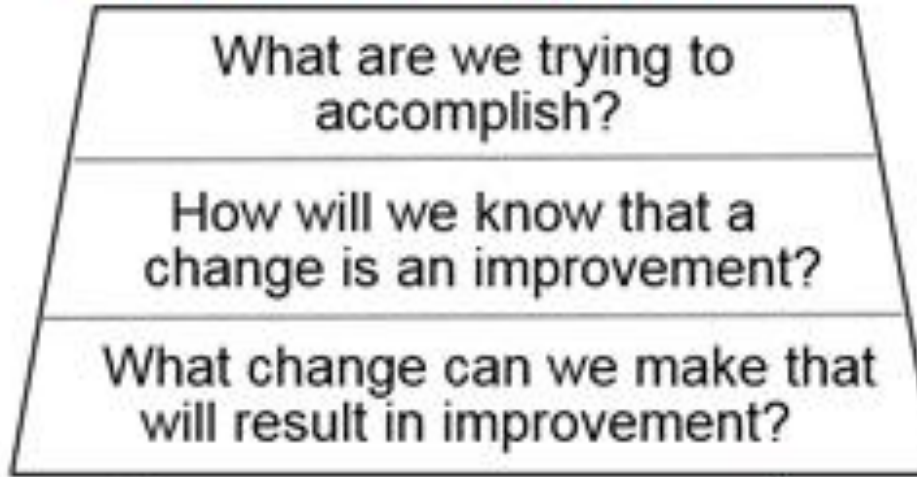 What are we trying to
accomplish?
How will we know that a
change is an improvement?
What change can we make that
will result in improvement?